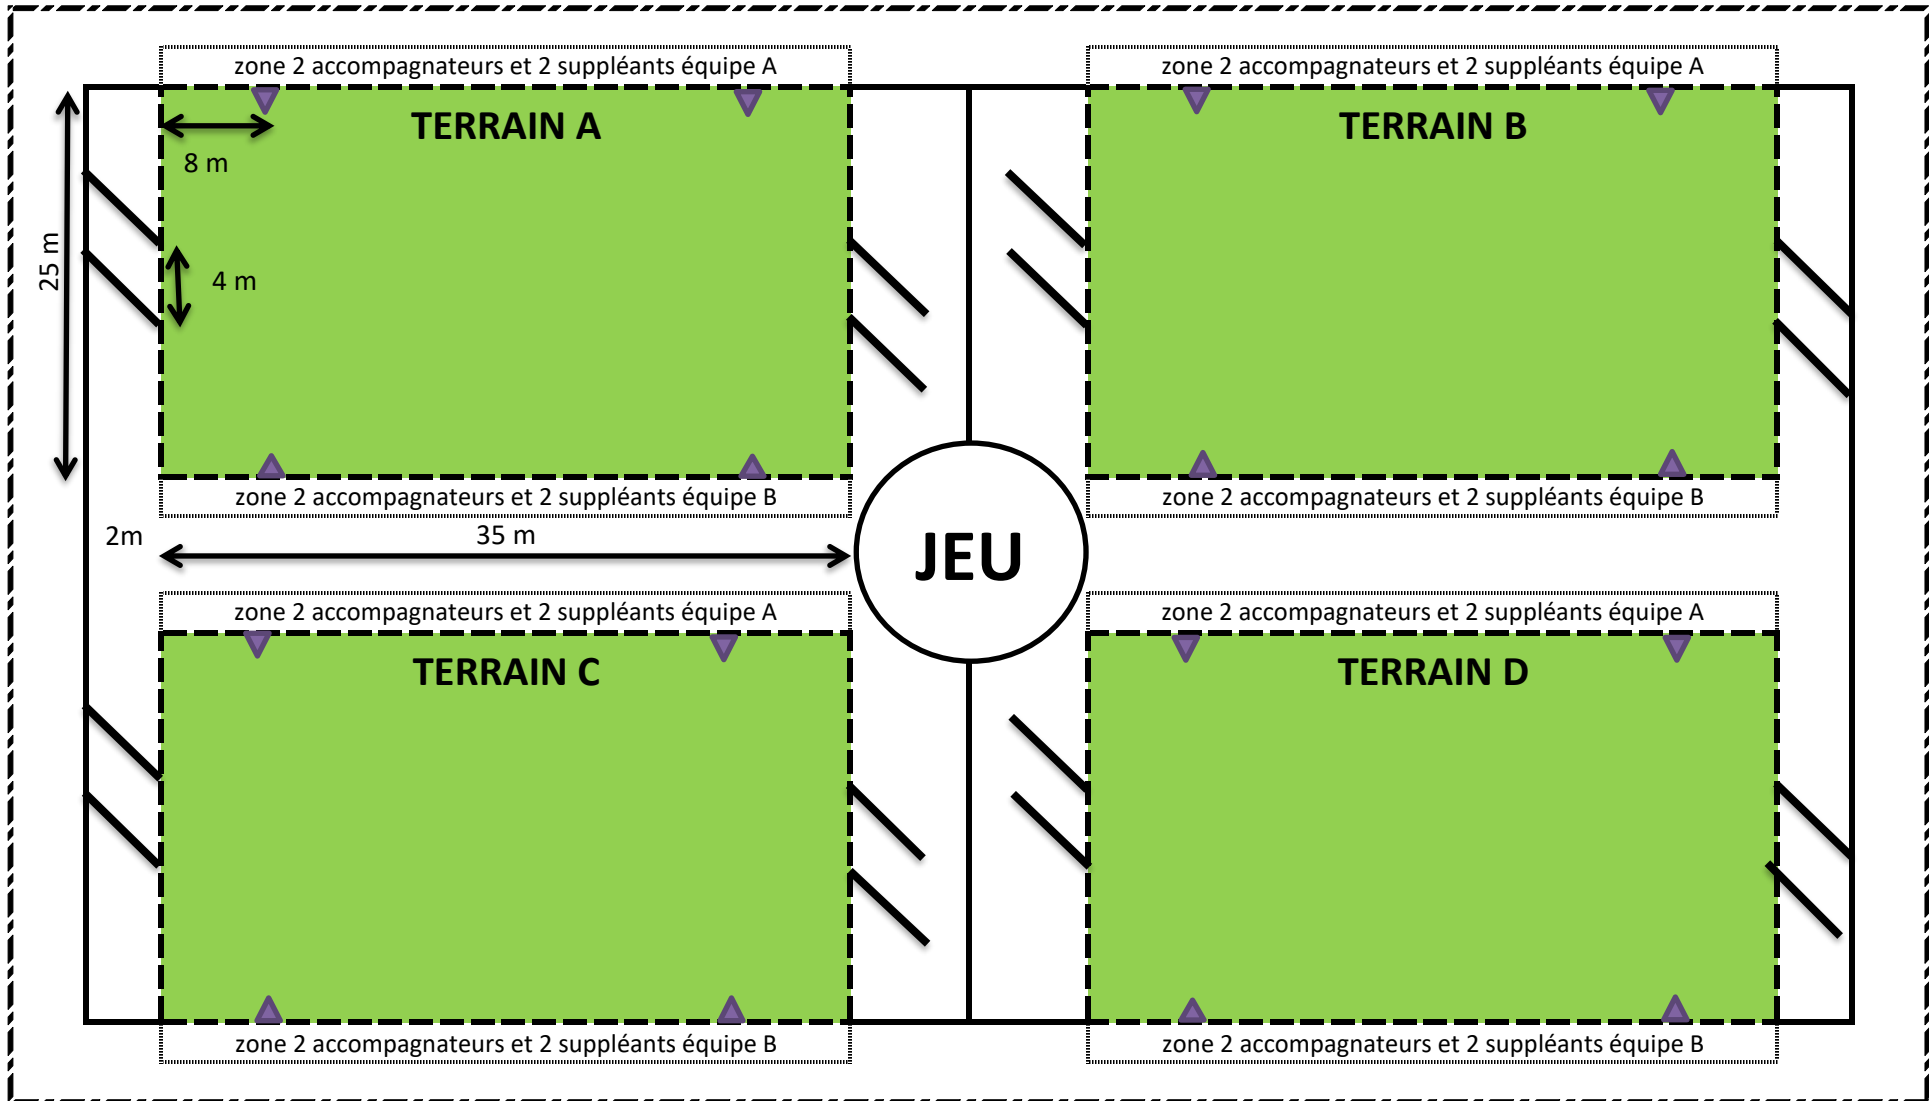 zone 2 accompagnateurs et 2 suppléants équipe A
zone 2 accompagnateurs et 2 suppléants équipe A
TERRAIN A
TERRAIN B
8 m
25 m
4 m
zone 2 accompagnateurs et 2 suppléants équipe B
zone 2 accompagnateurs et 2 suppléants équipe B
2m
35 m
JEU
zone 2 accompagnateurs et 2 suppléants équipe A
zone 2 accompagnateurs et 2 suppléants équipe A
TERRAIN C
TERRAIN D
zone 2 accompagnateurs et 2 suppléants équipe B
zone 2 accompagnateurs et 2 suppléants équipe B